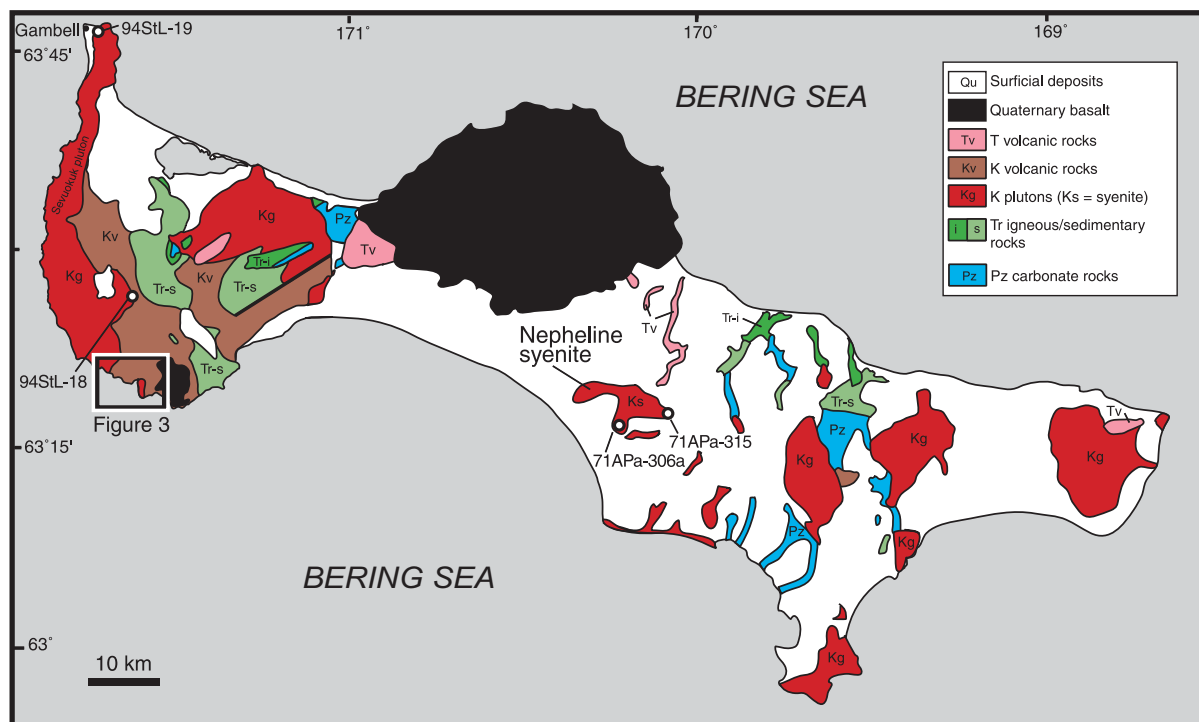 Gambell
94StL-19
171
170
169
63˚45'
BERING SEA
Qu
Surficial deposits
Quaternary basalt
Tv
T volcanic rocks
Kv
K volcanic rocks
Kg
K plutons (Ks = syenite)
i
s
Tr igneous/sedimentary
rocks
Pz
Pz carbonate rocks
Sevuokuk pluton
Kv
Kg
Pz
Tv
Kg
Tr-s
Kv
Tr-i
Tr-s
Tv
Tr-i
Nepheline
syenite
Tr-s
94StL-18
Ks
Tr-s
Tv
Figure 3
71APa-315
Pz
63˚15'
71APa-306a
Kg
Kg
Kg
Pz
Kg
BERING SEA
63˚
Kg
10 km